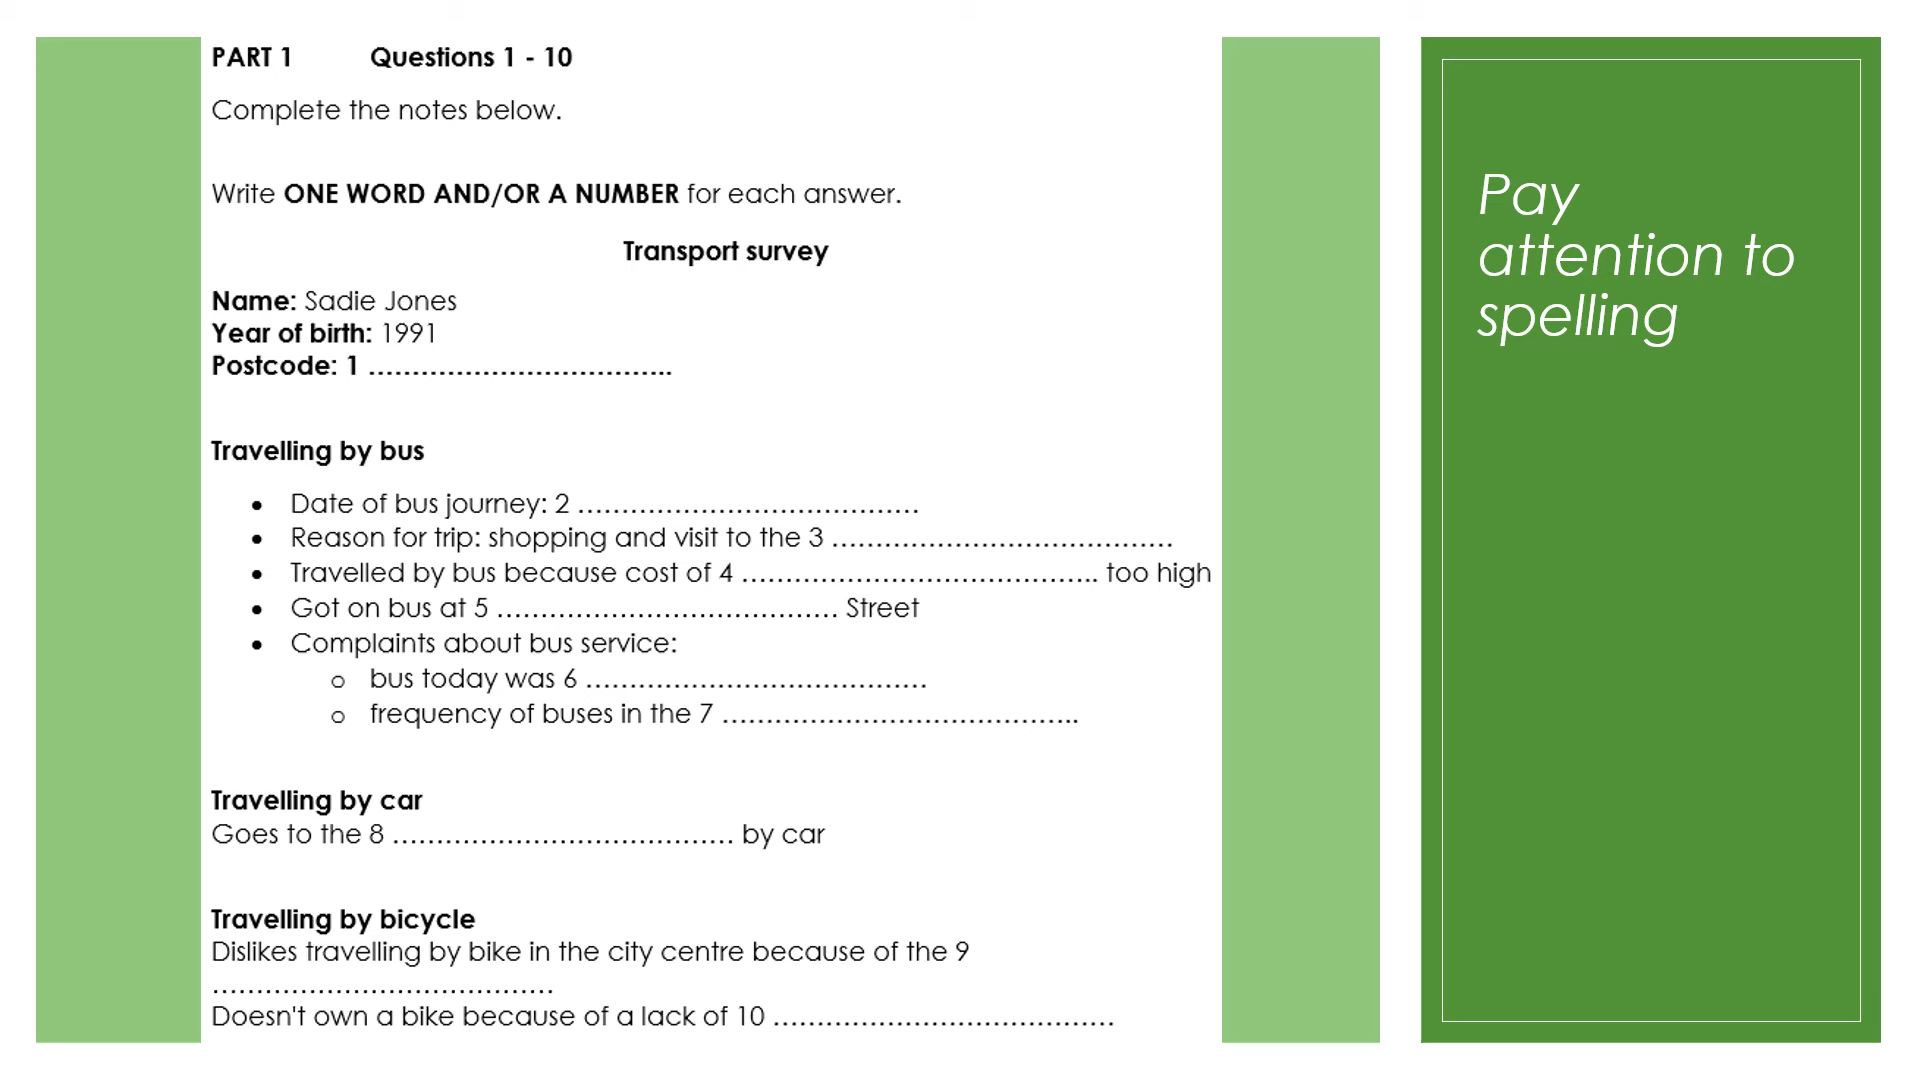 PART 1 Questions 1 - 10
Complete the notes below.
Write ONE WORD AND/OR A NUMBER for each answer.
Transport survey
Name: Sadie Jones
Year of birth: 1991
Postcode: 1 ……………………………..
Travelling by bus
• Date of bus journey: 2 …………………………………
• Reason for trip: shopping and visit to the 3 …………………………………
• Travelled by bus because cost of 4 ………………………………….. too high
• Got on bus at 5 ………………………………… Street
• Complaints about bus service:
o bus today was 6 …………………………………
o frequency of buses in the 7 …………………………………..
Travelling by car
Goes to the 8 ………………………………… by car
Travelling by bicycle
Dislikes travelling by bike in the city centre because of the 9
…………………………………
Doesn't own a bike because of a lack of 10 …………………………………
Pay
attention to
spelling